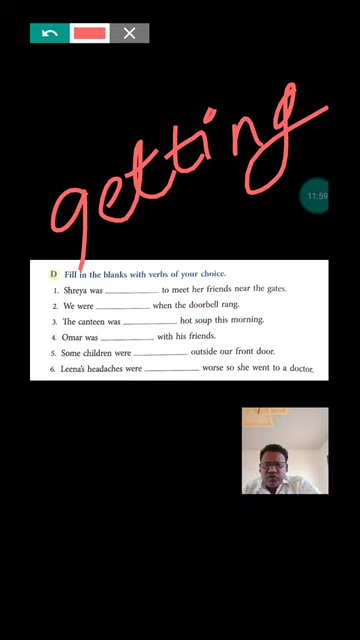 getting
11:59
D Fill in the blanks with verbs of your choice.
1. Shreya was ____________ to meet her friends near the gates.
2. We were ____________ when the doorbell rang.
3. The canteen was ____________ hot soup this morning.
4. Omar was ____________ with his friends.
5. Some children were ____________ outside our front door.
6. Leena's headaches were ____________ worse so she went to a doctor.